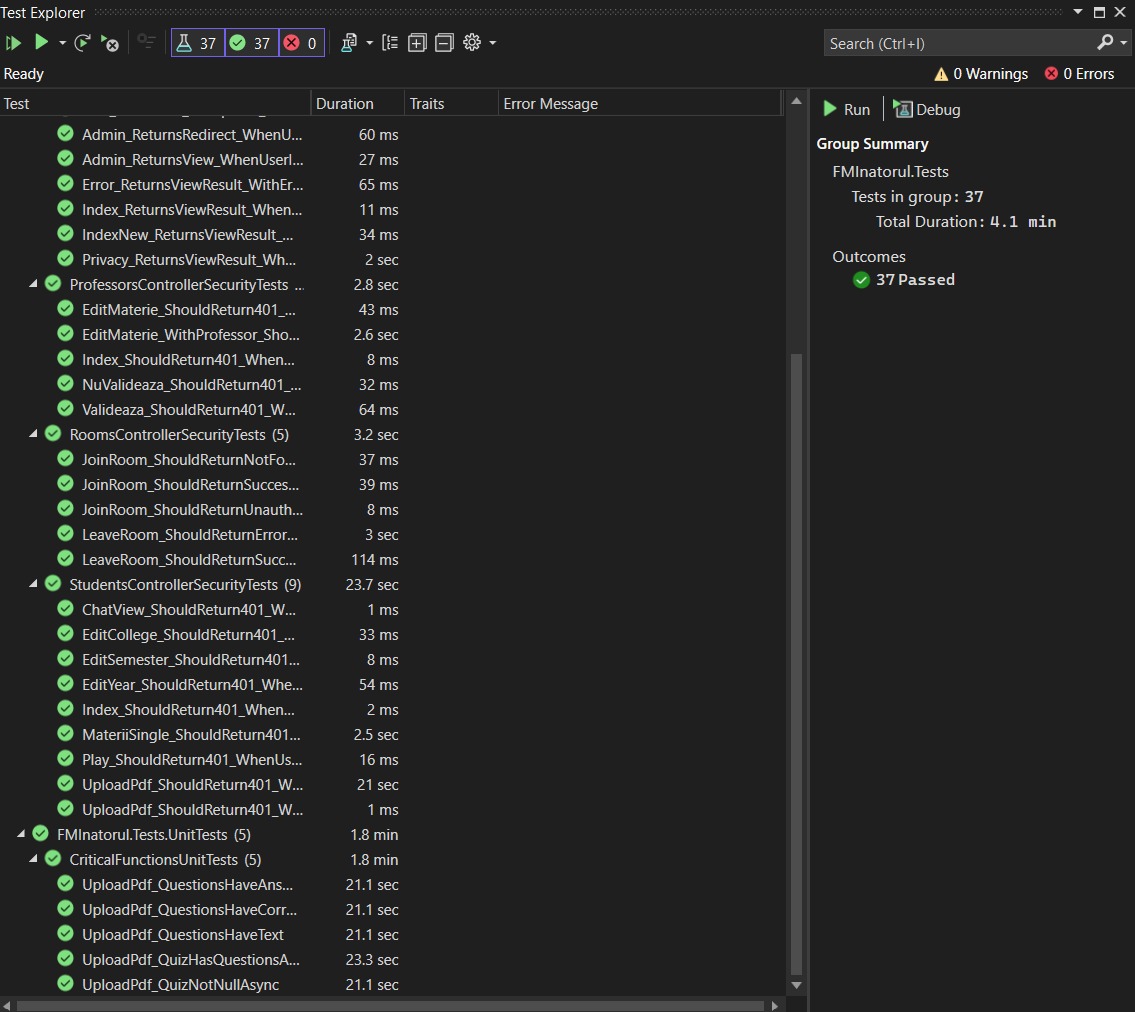 Test Explorer
37 37 0
Search (Ctrl+I)
Ready
0 Warnings 0 Errors
Test Duration Traits Error Message
Admin_ReturnsRedirect_WhenU... 60 ms
Admin_ReturnsView_WhenUserI... 27 ms
Error_ReturnsViewResult_WithEr... 65 ms
Index_ReturnsViewResult_When... 11 ms
IndexNew_ReturnsViewResult_... 34 ms
Privacy_ReturnsViewResult_Wh... 2 sec
ProfessorsControllerSecurityTests ... 2.8 sec
EditMaterie_ShouldReturn401_... 43 ms
EditMaterie_WithProfessor_Sho... 2.6 sec
Index_ShouldReturn401_When... 8 ms
NuValideaza_ShouldReturn401_... 32 ms
Valideaza_ShouldReturn401_W... 64 ms
RoomsControllerSecurityTests (5) 3.2 sec
JoinRoom_ShouldReturnNotFo... 37 ms
JoinRoom_ShouldReturnSucces... 39 ms
JoinRoom_ShouldReturnUnauth... 8 ms
LeaveRoom_ShouldReturnError... 3 sec
LeaveRoom_ShouldReturnSucc... 114 ms
StudentsControllerSecurityTests (9) 23.7 sec
ChatView_ShouldReturn401_W... 1 ms
EditCollege_ShouldReturn401_... 33 ms
EditSemester_ShouldReturn401... 8 ms
EditYear_ShouldReturn401_Whe... 54 ms
Index_ShouldReturn401_When... 2 ms
MateriiSingle_ShouldReturn401... 2.5 sec
Play_ShouldReturn401_WhenUs... 16 ms
UploadPdf_ShouldReturn401_W... 21 sec
UploadPdf_ShouldReturn401_W... 1 ms
FMInatorul.Tests.UnitTests (5) 1.8 min
CriticalFunctionsUnitTests (5) 1.8 min
UploadPdf_QuestionsHaveAns... 21.1 sec
UploadPdf_QuestionsHaveCorr... 21.1 sec
UploadPdf_QuestionsHaveText 21.1 sec
UploadPdf_QuizHasQuestionsA... 23.3 sec
UploadPdf_QuizNotNullAsync 21.1 sec
Run Debug
Group Summary
FMInatorul.Tests
Tests in group: 37
Total Duration: 4.1 min
Outcomes
37 Passed